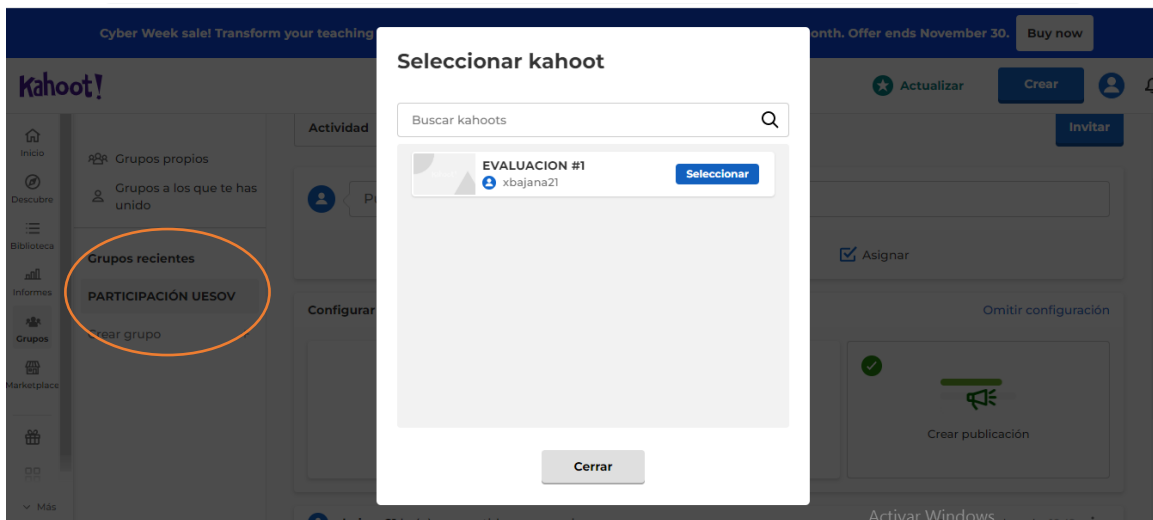 Cyber Week sale! Transform your teaching
onth. Offer ends November 30.
Buy now
Kahoot!
Actualizar
Crear
Inicio
Descubre
Biblioteca
Informes
Grupos
Marketplace
Más
Grupos propios
Grupos a los que te has
unido
Grupos recientes
PARTICIPACIÓN UESOV
Crear grupo
Actividad
Invitar
Asignar
Configurar
Omitir configuración
Crear publicación
Seleccionar kahoot
Buscar kahoots
EVALUACION #1
xbajana21
Seleccionar
Cerrar
Activar Windows